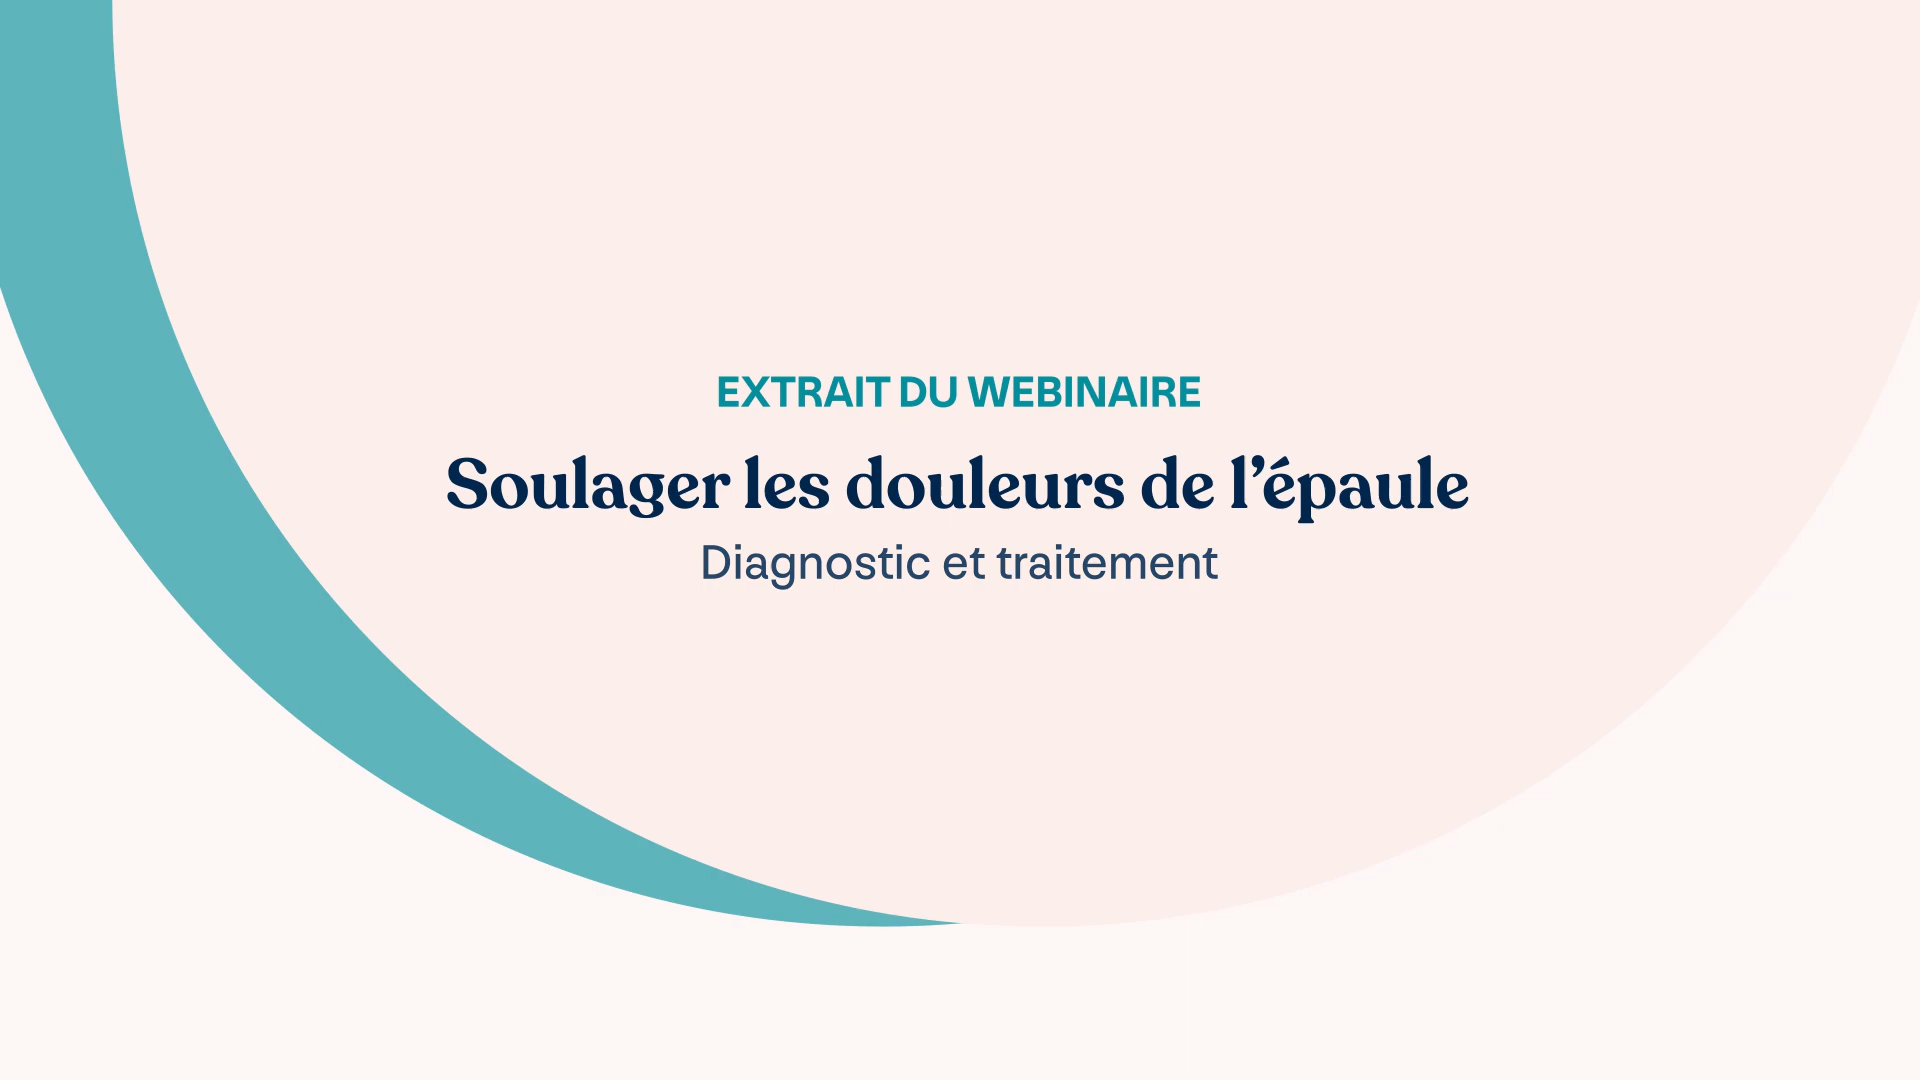 EXTRAIT DU WEBINAIRE
Soulager les douleurs de l’épaule
Diagnostic et traitement